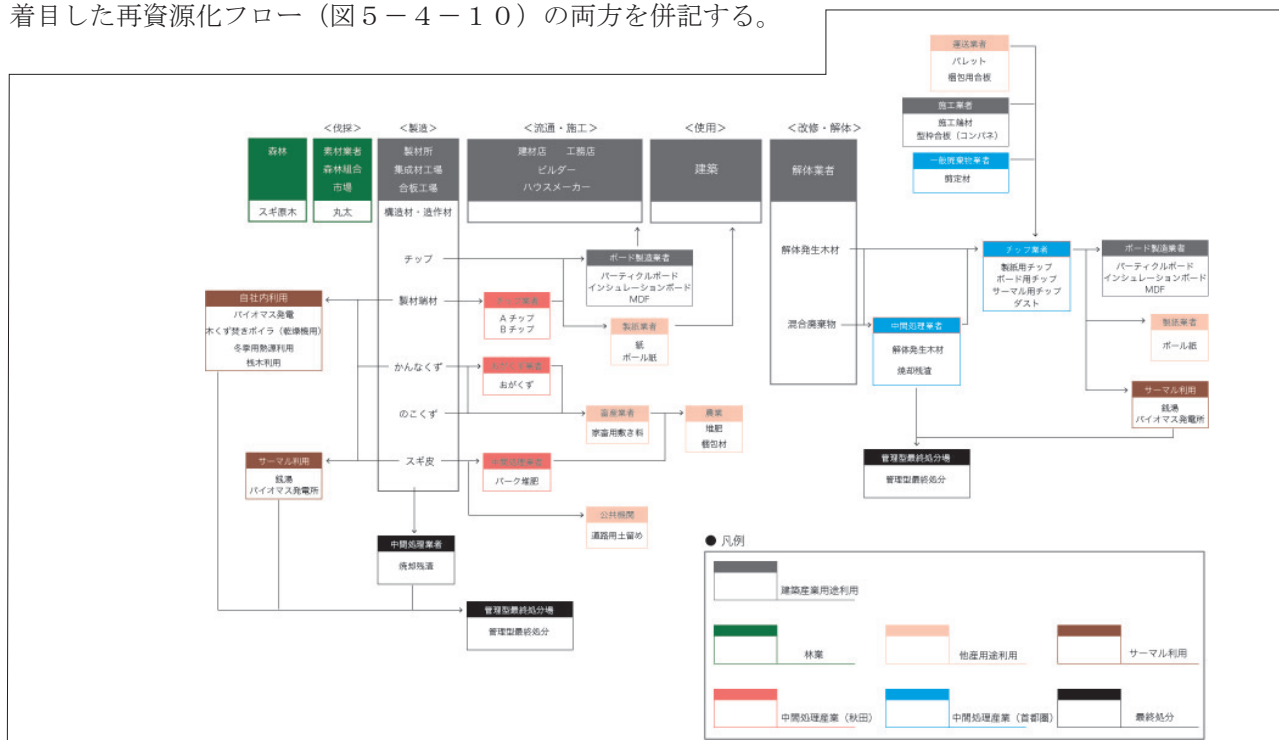 着目した再資源化フロー（図５－４－１０）の両方を併記する。
運送業者
パレット
梱包用合板
施工業者
施工端材
型枠合板（コンパネ）
一般廃棄物業者
剪定材
＜伐採＞
＜製造＞
＜流通・施工＞
＜使用＞
＜改修・解体＞
森林
スギ原木
素材業者
森林組合
市場
丸太
製材所
集成材工場
合板工場
構造材・造作材
建材店　工務店
ビルダー
ハウスメーカー
建築
解体業者
チップ
製材端材
かんなくず
のこくず
スギ皮
解体発生木材
混合廃棄物
ボード製造業者
パーティクルボード
インシュレーションボード
MDF
チップ業者
製紙用チップ
ボード用チップ
サーマル用チップ
ダスト
ボード製造業者
パーティクルボード
インシュレーションボード
MDF
自社内利用
バイオマス発電
木くず焚きボイラ（乾燥機用）
冬季用熱源利用
桟木利用
チップ業者
Aチップ
Bチップ
製紙業者
紙
ボール紙
中間処理業者
解体発生木材
焼却残渣
製紙業者
ボール紙
おがくず業者
おがくず
サーマル利用
銭湯
バイオマス発電所
畜産業者
家畜用敷き料
農業
堆肥
梱包材
サーマル利用
銭湯
バイオマス発電所
中間処理業者
バーク堆肥
管理型最終処分場
管理型最終処分
公共機関
道路用土留め
中間処理業者
焼却残渣
管理型最終処分場
管理型最終処分
● 凡例
建築産業用途利用
林業
他産用途利用
サーマル利用
中間処理産業（秋田）
中間処理産業（首都圏）
最終処分